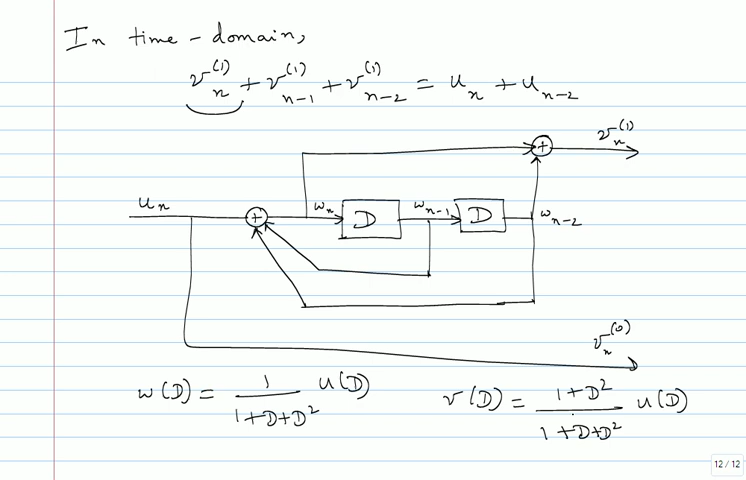 In time-domain,
v_n^(1) + v_{n-1}^(1) + v_{n-2}^(1) = u_n + u_{n-2}
+ v_n^(1)
u_n + w_n D w_{n-1} D w_{n-2}
v_n^(0)
w(D) = 1/(1+D+D^2) u(D) v(D) = (1+D^2)/(1+D+D^2) u(D)
12 / 12